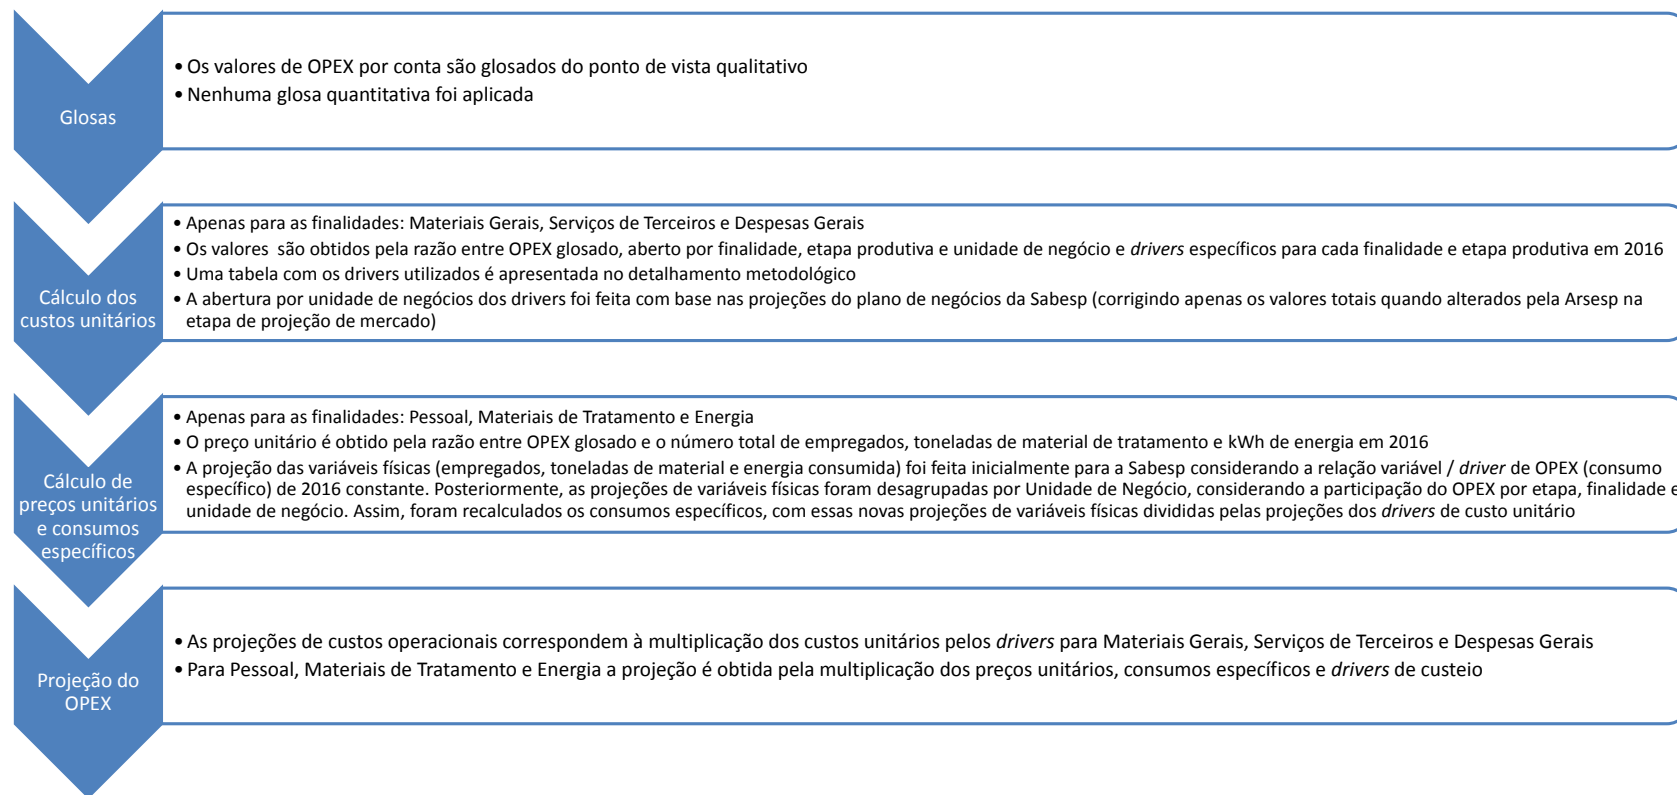 Glosas
• Os valores de OPEX por conta são glosados do ponto de vista qualitativo
• Nenhuma glosa quantitativa foi aplicada
Cálculo dos
custos unitários
• Apenas para as finalidades: Materiais Gerais, Serviços de Terceiros e Despesas Gerais
• Os valores são obtidos pela razão entre OPEX glosado, aberto por finalidade, etapa produtiva e unidade de negócio e drivers específicos para cada finalidade e etapa produtiva em 2016
• Uma tabela com os drivers utilizados é apresentada no detalhamento metodológico
• A abertura por unidade de negócios dos drivers foi feita com base nas projeções do plano de negócios da Sabesp (corrigindo apenas os valores totais quando alterados pela Arsesp na
etapa de projeção de mercado)
Cálculo de
preços unitários
e consumos
específicos
• Apenas para as finalidades: Pessoal, Materiais de Tratamento e Energia
• O preço unitário é obtido pela razão entre OPEX glosado e o número total de empregados, toneladas de material de tratamento e kWh de energia em 2016
• A projeção das variáveis físicas (empregados, toneladas de material e energia consumida) foi feita inicialmente para a Sabesp considerando a relação variável / driver de OPEX (consumo
específico) de 2016 constante. Posteriormente, as projeções de variáveis físicas foram desagrupadas por Unidade de Negócio, considerando a participação do OPEX por etapa, finalidade e
unidade de negócio. Assim, foram recalculados os consumos específicos, com essas novas projeções de variáveis físicas divididas pelas projeções dos drivers de custo unitário
Projeção do
OPEX
• As projeções de custos operacionais correspondem à multiplicação dos custos unitários pelos drivers para Materiais Gerais, Serviços de Terceiros e Despesas Gerais
• Para Pessoal, Materiais de Tratamento e Energia a projeção é obtida pela multiplicação dos preços unitários, consumos específicos e drivers de custeio